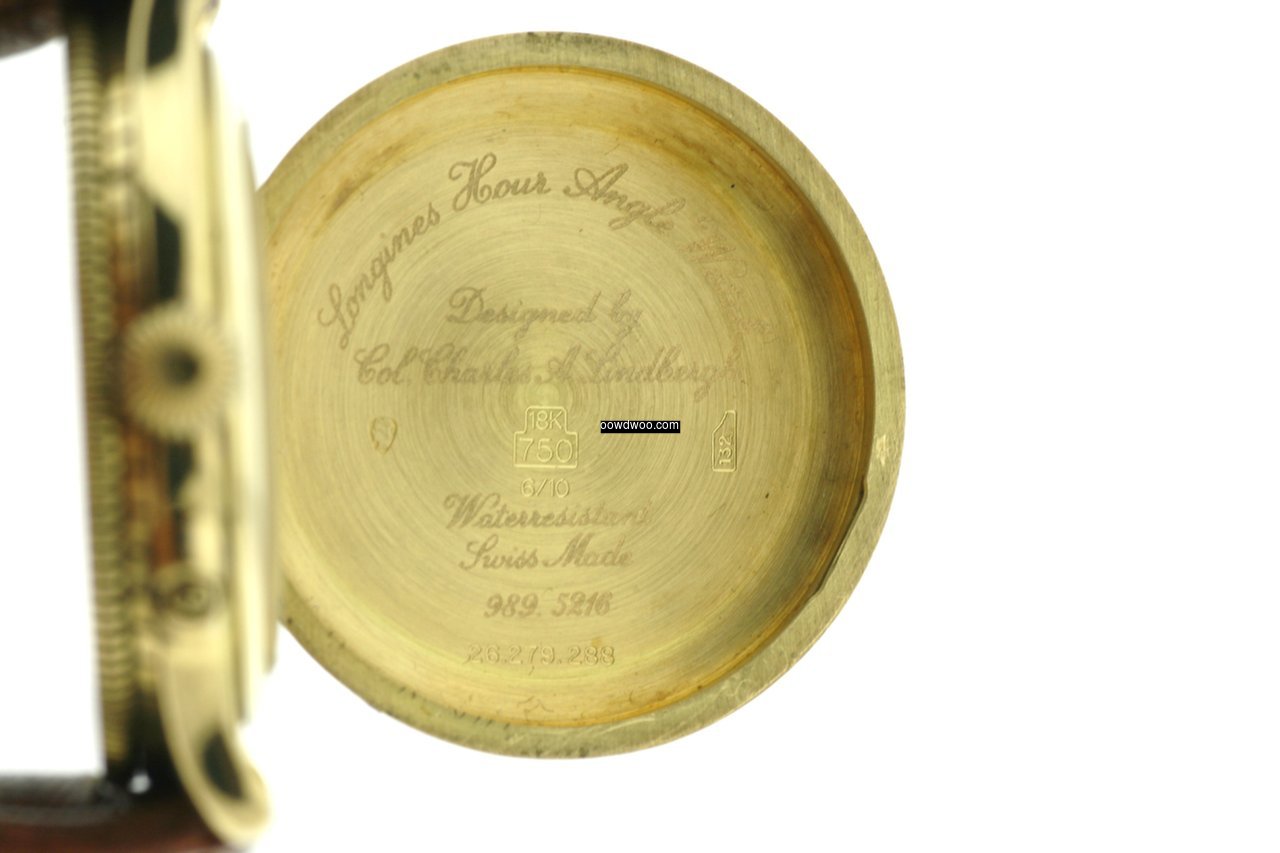 Longines Hour Angle "Watch"
Designed by
Col. Charles A. Lindbergh
18K
750
132
oowdwoo.com
6/10
Waterresistant
Swiss Made
989. 5216
26.279.288